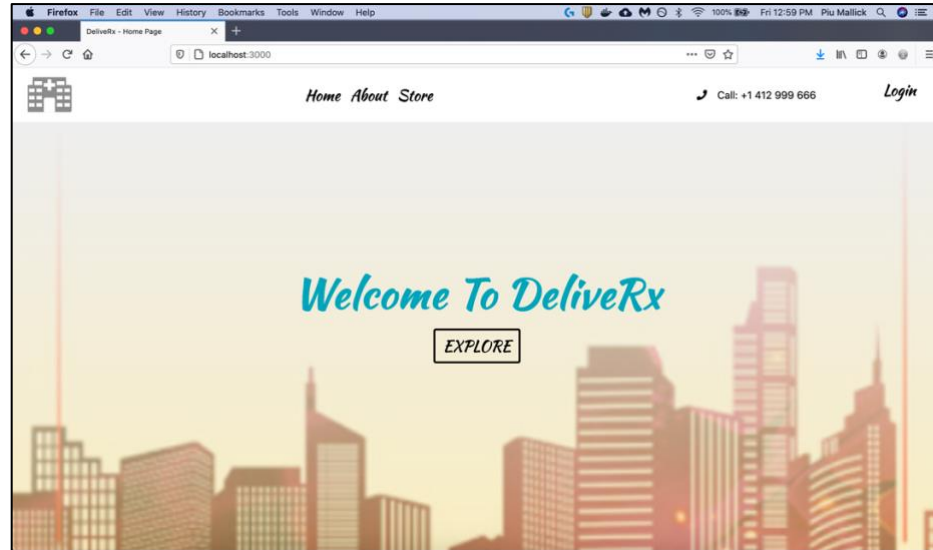 Firefox File Edit View History Bookmarks Tools Window Help 100% Fri 12:59 PM Piu Mallick
DeliveRx - Home Page
localhost:3000
Home About Store Call: +1 412 999 666 Login
Welcome To DeliveRx
EXPLORE